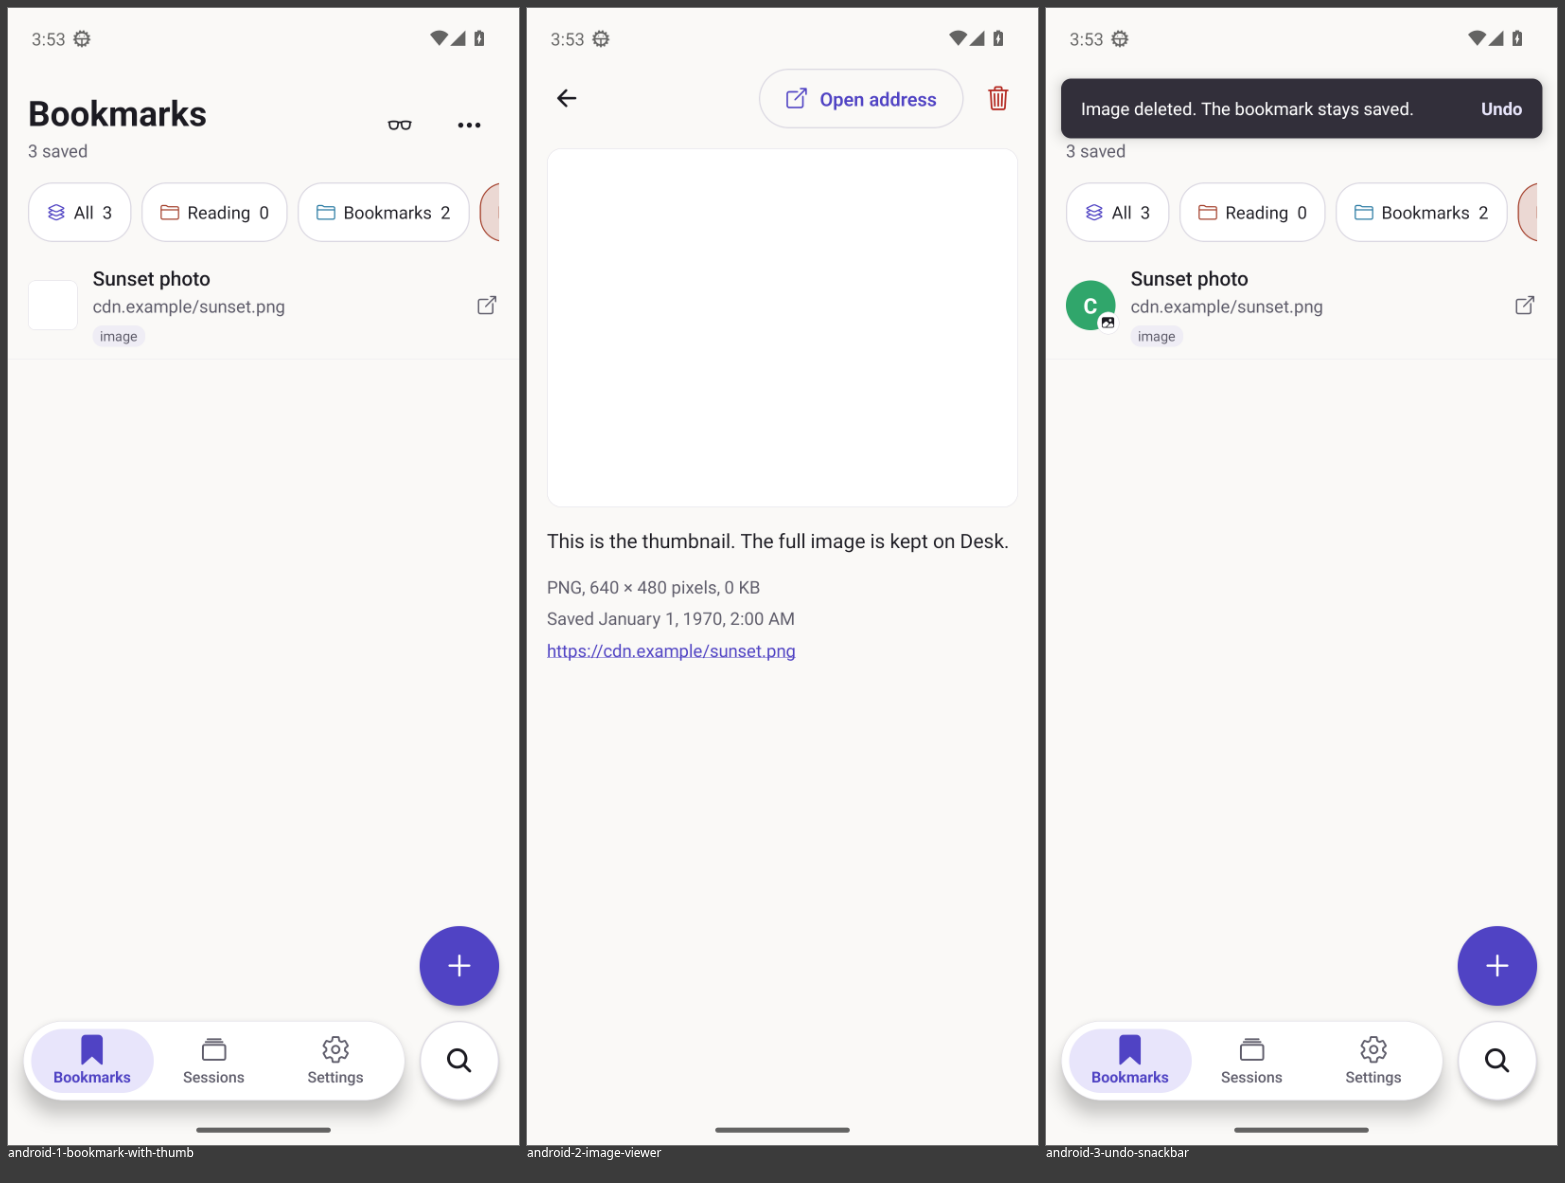 3:53
Bookmarks
3 saved
All 3
Reading 0
Bookmarks 2
Sunset photo
cdn.example/sunset.png
image
Bookmarks
Sessions
Settings
android-1-bookmark-with-thumb
3:53
Open address
This is the thumbnail. The full image is kept on Desk.
PNG, 640 × 480 pixels, 0 KB
Saved January 1, 1970, 2:00 AM
https://cdn.example/sunset.png
android-2-image-viewer
3:53
Image deleted. The bookmark stays saved. Undo
3 saved
All 3
Reading 0
Bookmarks 2
C
Sunset photo
cdn.example/sunset.png
image
Bookmarks
Sessions
Settings
android-3-undo-snackbar